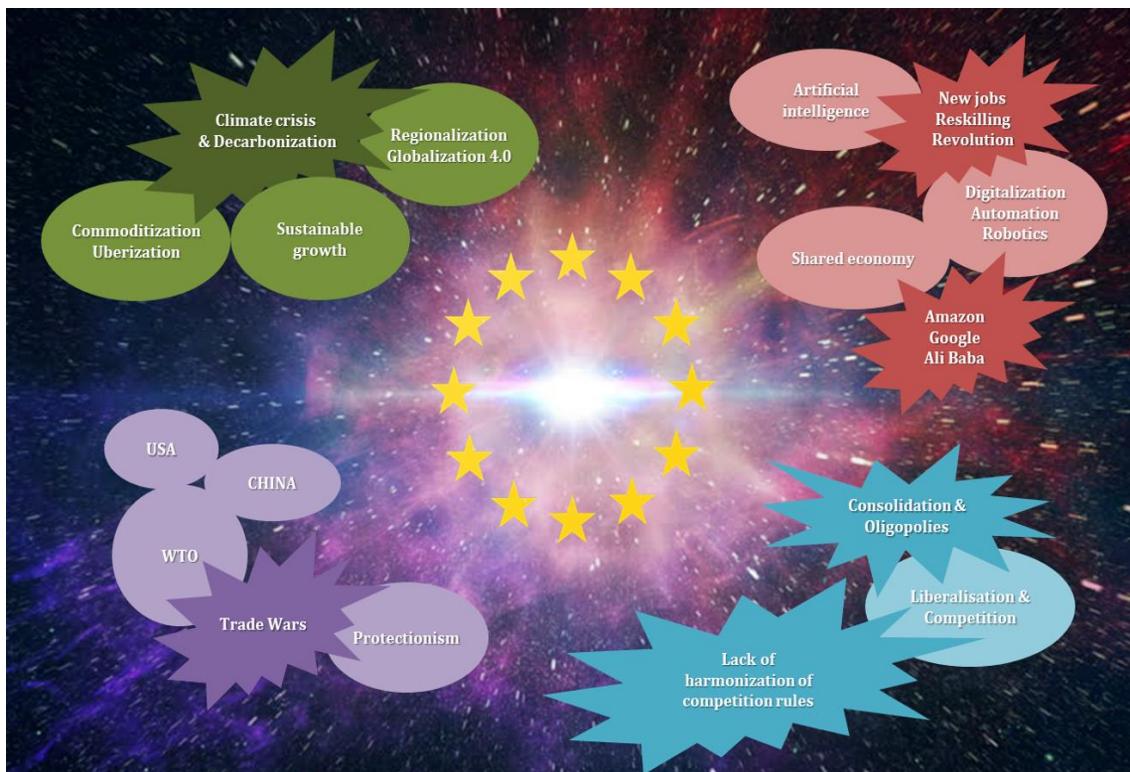 Climate crisis
& Decarbonization
Regionalization
Globalization 4.0
Commoditization
Uberization
Sustainable
growth
Artificial
intelligence
New jobs
Reskilling
Revolution
Digitalization
Automation
Robotics
Shared economy
Amazon
Google
Ali Baba
USA
CHINA
WTO
Trade Wars
Protectionism
Consolidation &
Oligopolies
Liberalisation &
Competition
Lack of
harmonization of
competition rules